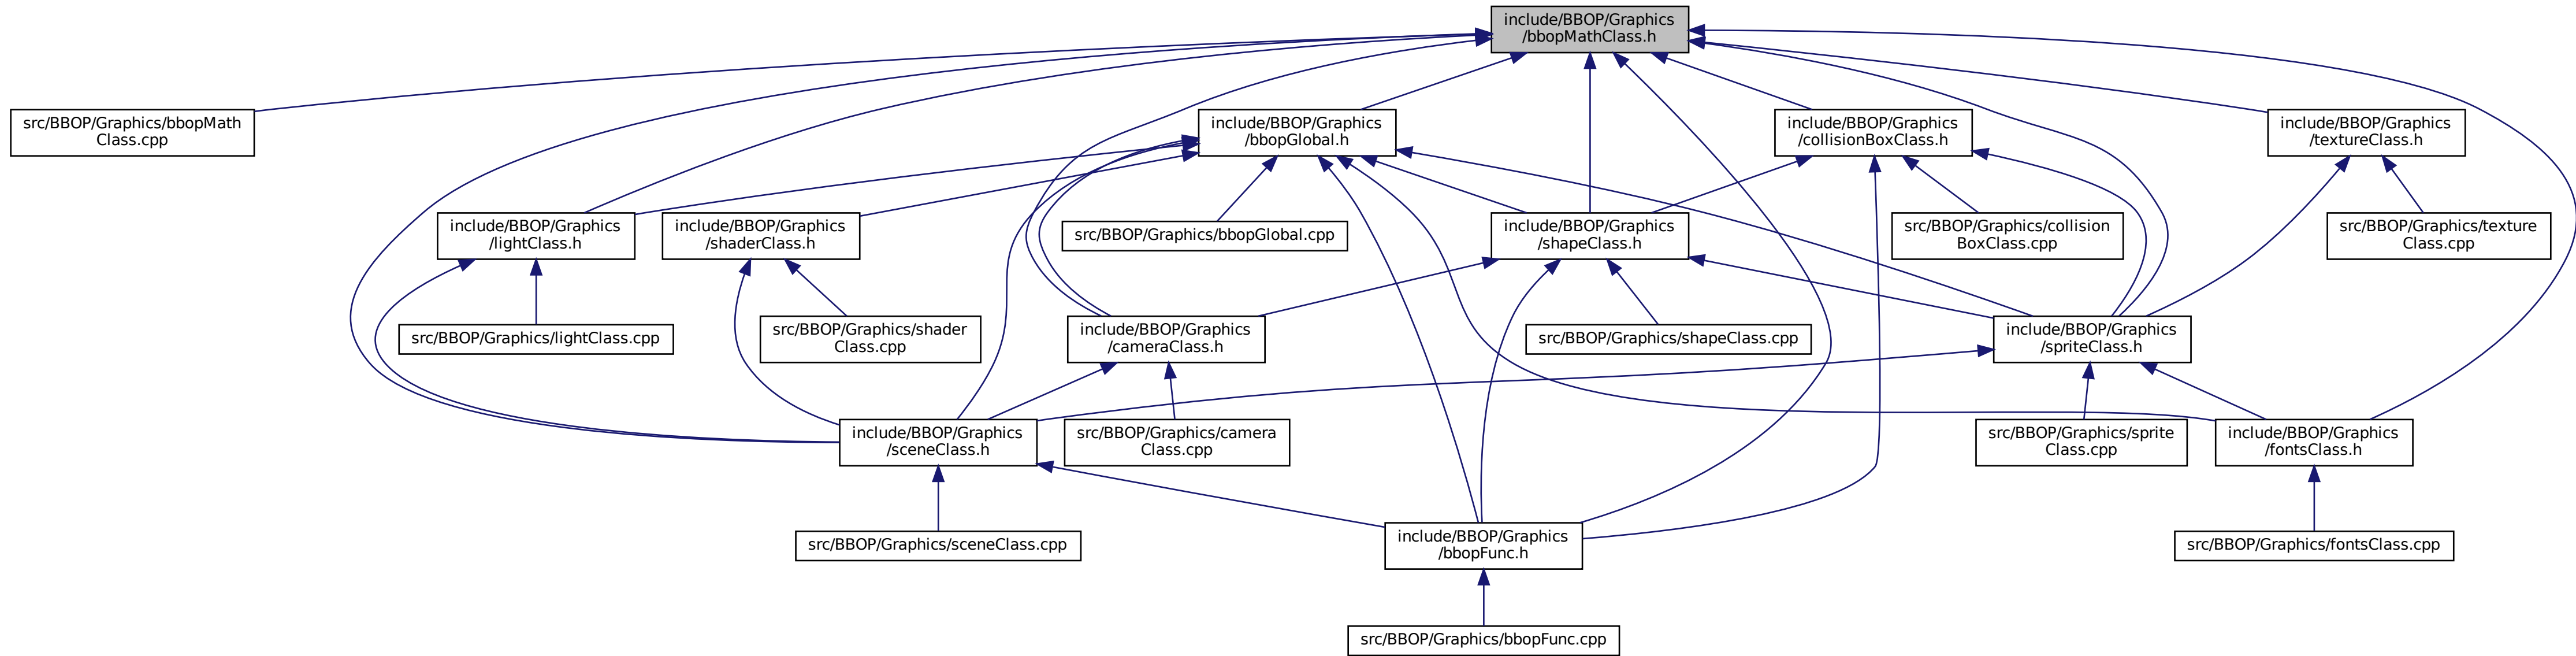 include/BBOP/Graphics
/bbopMathClass.h
src/BBOP/Graphics/bbopMath
Class.cpp
include/BBOP/Graphics
/bbopGlobal.h
include/BBOP/Graphics
/collisionBoxClass.h
include/BBOP/Graphics
/textureClass.h
include/BBOP/Graphics
/lightClass.h
include/BBOP/Graphics
/shaderClass.h
src/BBOP/Graphics/bbopGlobal.cpp
include/BBOP/Graphics
/shapeClass.h
src/BBOP/Graphics/collision
BoxClass.cpp
src/BBOP/Graphics/texture
Class.cpp
src/BBOP/Graphics/lightClass.cpp
src/BBOP/Graphics/shader
Class.cpp
include/BBOP/Graphics
/cameraClass.h
src/BBOP/Graphics/shapeClass.cpp
include/BBOP/Graphics
/spriteClass.h
include/BBOP/Graphics
/sceneClass.h
src/BBOP/Graphics/camera
Class.cpp
src/BBOP/Graphics/sprite
Class.cpp
include/BBOP/Graphics
/fontsClass.h
src/BBOP/Graphics/sceneClass.cpp
include/BBOP/Graphics
/bbopFunc.h
src/BBOP/Graphics/fontsClass.cpp
src/BBOP/Graphics/bbopFunc.cpp